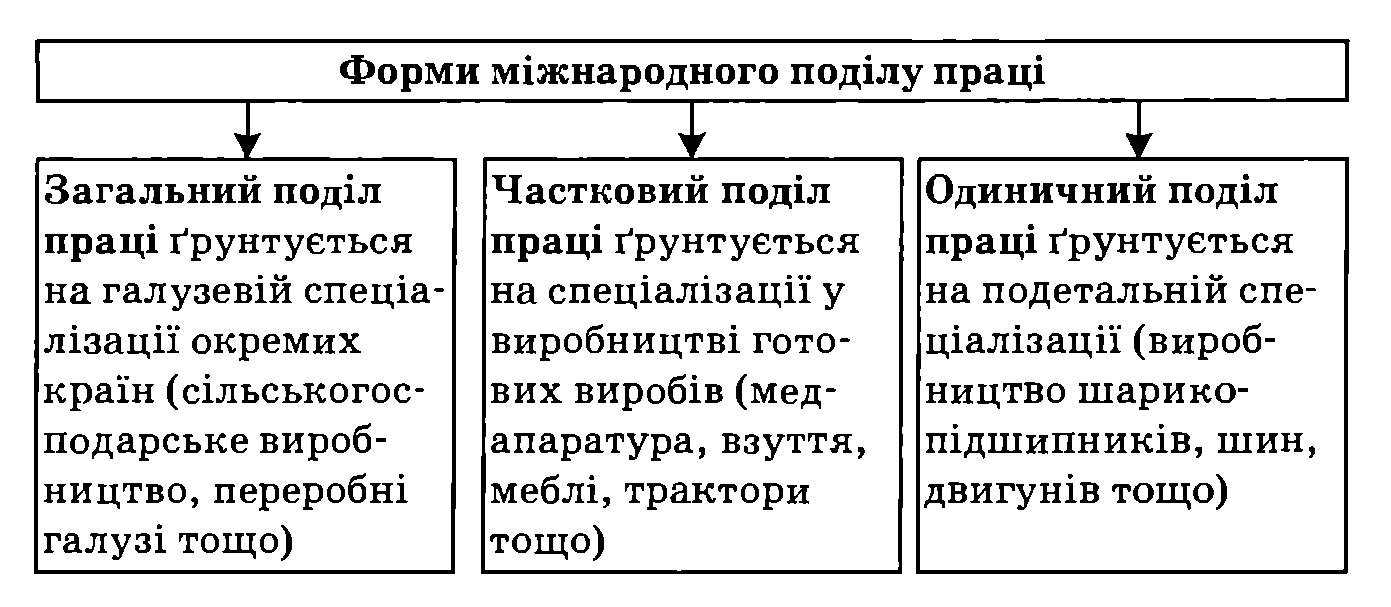 Форми міжнародного поділу праці
Загальний поділ
праці ґрунтується
на галузевій спеціа-
лізації окремих
країн (сільськогос-
подарське вироб-
ництво, переробні
галузі тощо)
Частковий поділ
праці ґрунтується
на спеціалізації у
виробництві гото-
вих виробів (мед-
апаратура, взуття,
меблі, трактори
тощо)
Одиничний поділ
праці ґрунтується
на подетальній спе-
ціалізації (вироб-
ництво шарико-
підшипників, шин,
двигунів тощо)